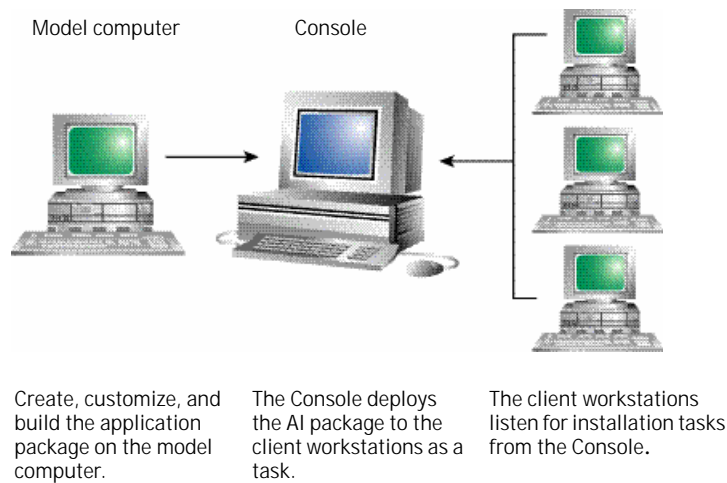 Model computer
Console
Create, customize, and
build the application
package on the model
computer.
The Console deploys
the AI package to the
client workstations as a
task.
The client workstations
listen for installation tasks
from the Console.